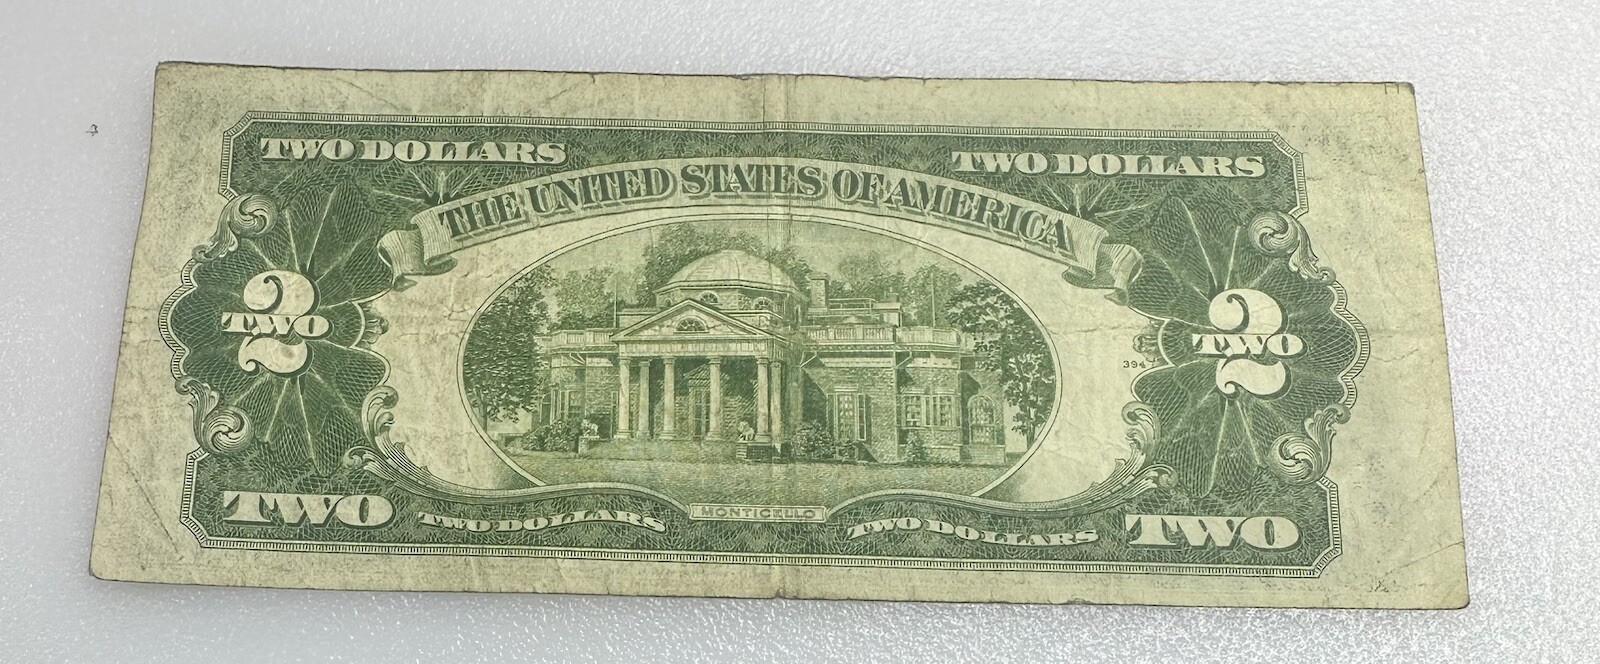 TWO DOLLARS TWO DOLLARS
THE UNITED STATES OF AMERICA
2 2
TWO TWO
394
MONTICELLO
TWO TWO DOLLARS TWO DOLLARS TWO